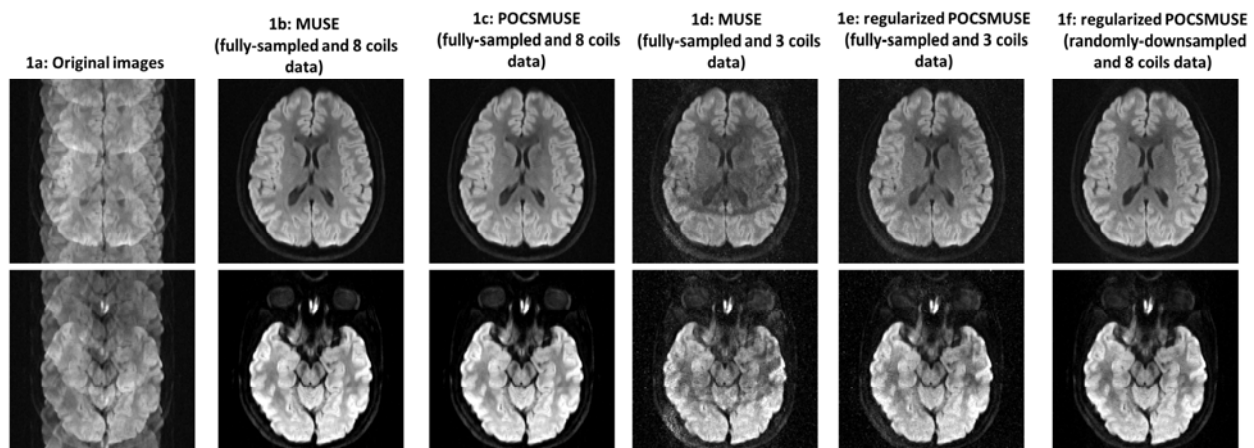 1a: Original images
1b: MUSE
(fully-sampled and 8 coils
data)
1c: POCSMUSE
(fully-sampled and 8 coils
data)
1d: MUSE
(fully-sampled and 3 coils
data)
1e: regularized POCSMUSE
(fully-sampled and 3 coils
data)
1f: regularized POCSMUSE
(randomly-downsampled
and 8 coils data)